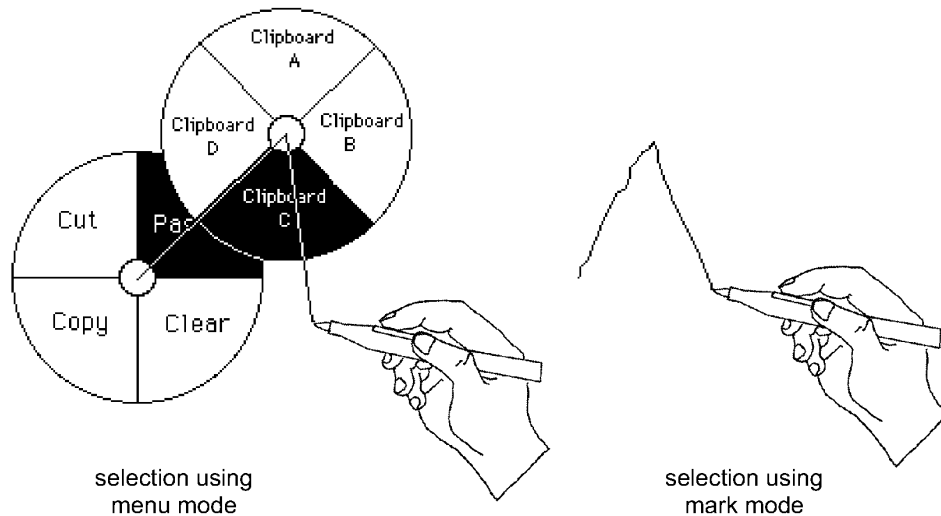 Clipboard
A
Clipboard
D
Clipboard
B
Clipboard
C
Cut
Pas
Copy
Clear
selection using
menu mode
selection using
mark mode